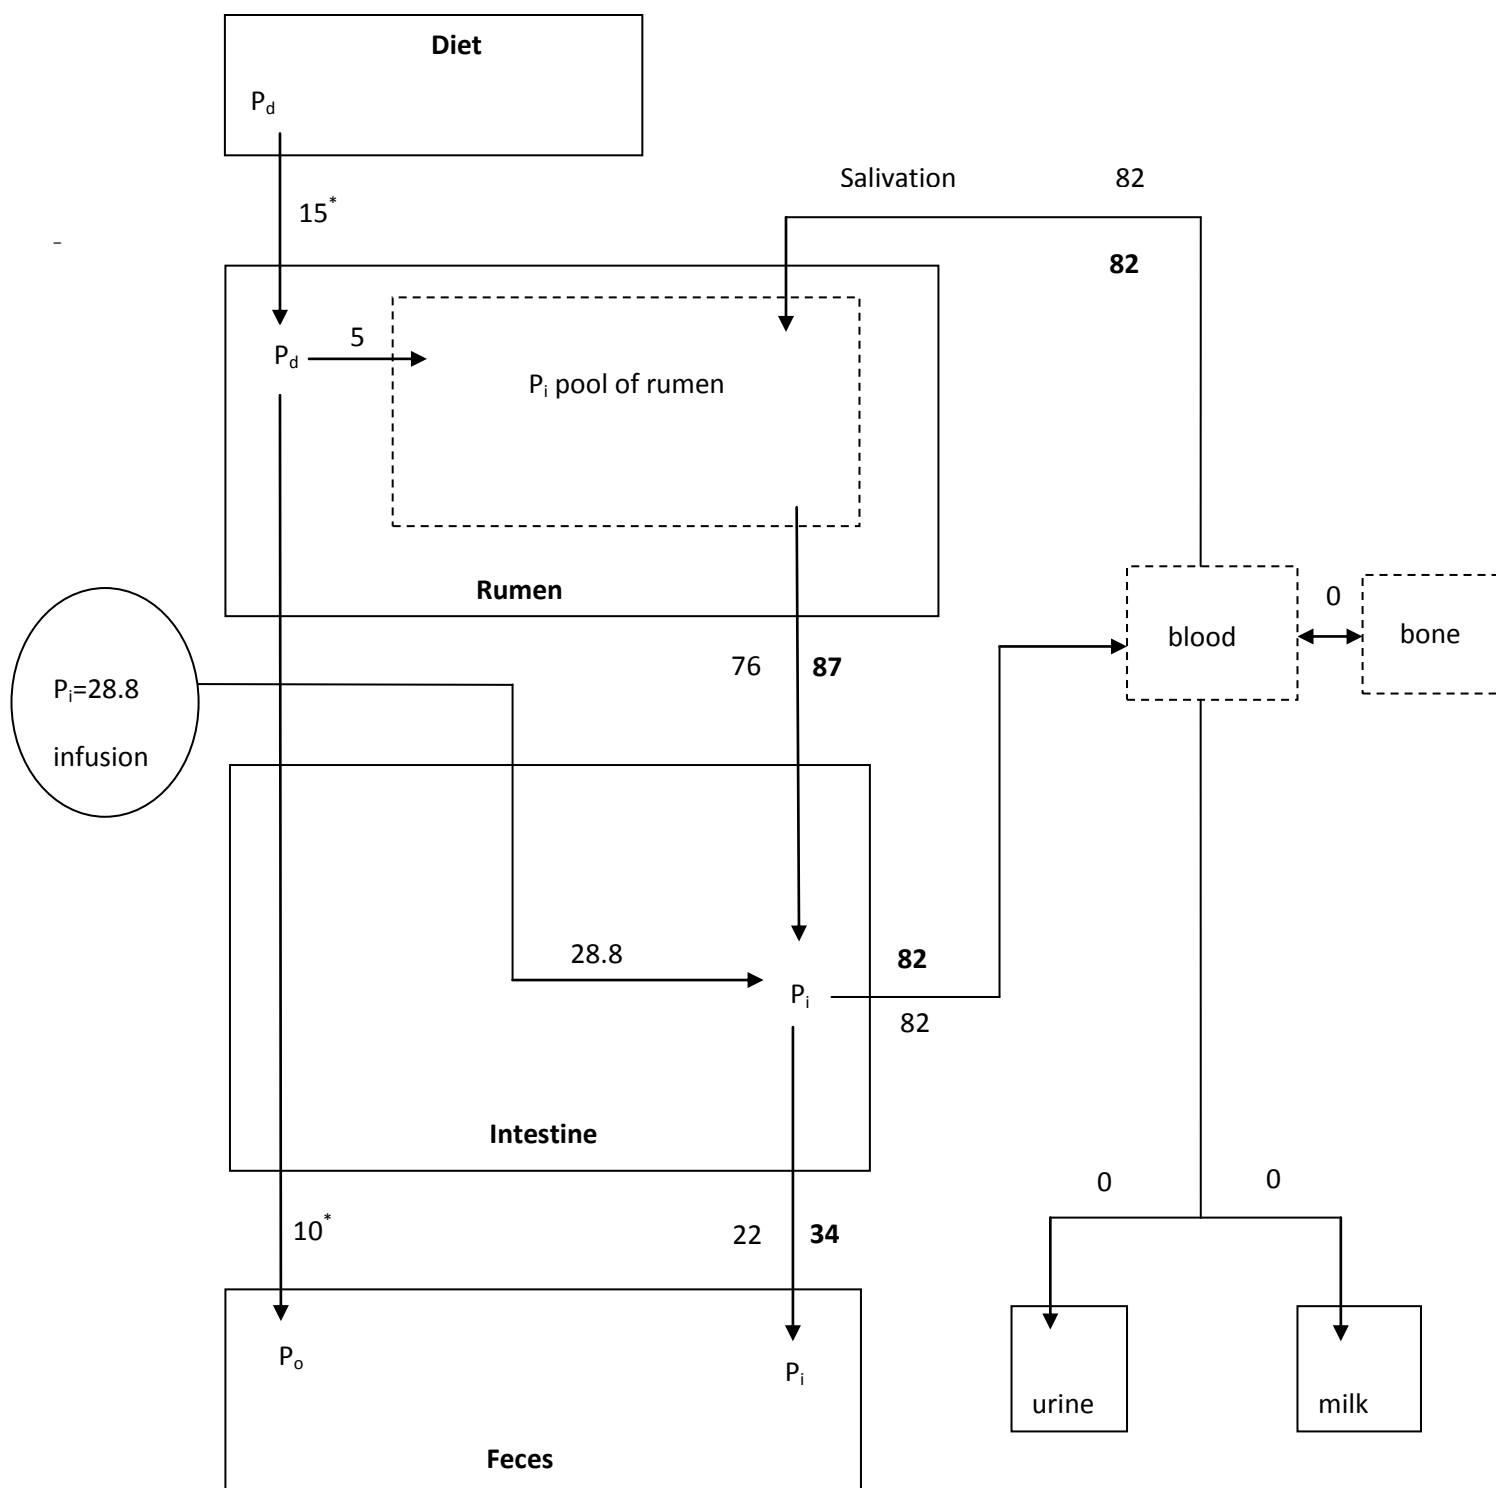 Diet
Pd
15*
Salivation 82
82
5
Pd
Pi pool of rumen
Rumen
0
blood
bone
76 87
Pi=28.8
infusion
28.8
82
Pi
82
Intestine
0
0
10*
22 34
Po
Pi
urine
milk
Feces